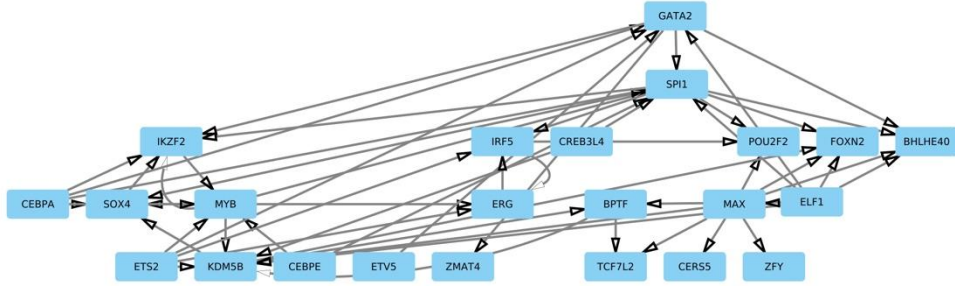 GATA2
SPI1
IKZF2
IRF5
CREB3L4
POU2F2
FOXN2
BHLHE40
CEBPA
SOX4
MYB
ERG
BPTF
MAX
ELF1
ETS2
KDM5B
CEBPE
ETV5
ZMAT4
TCF7L2
CERS5
ZFY